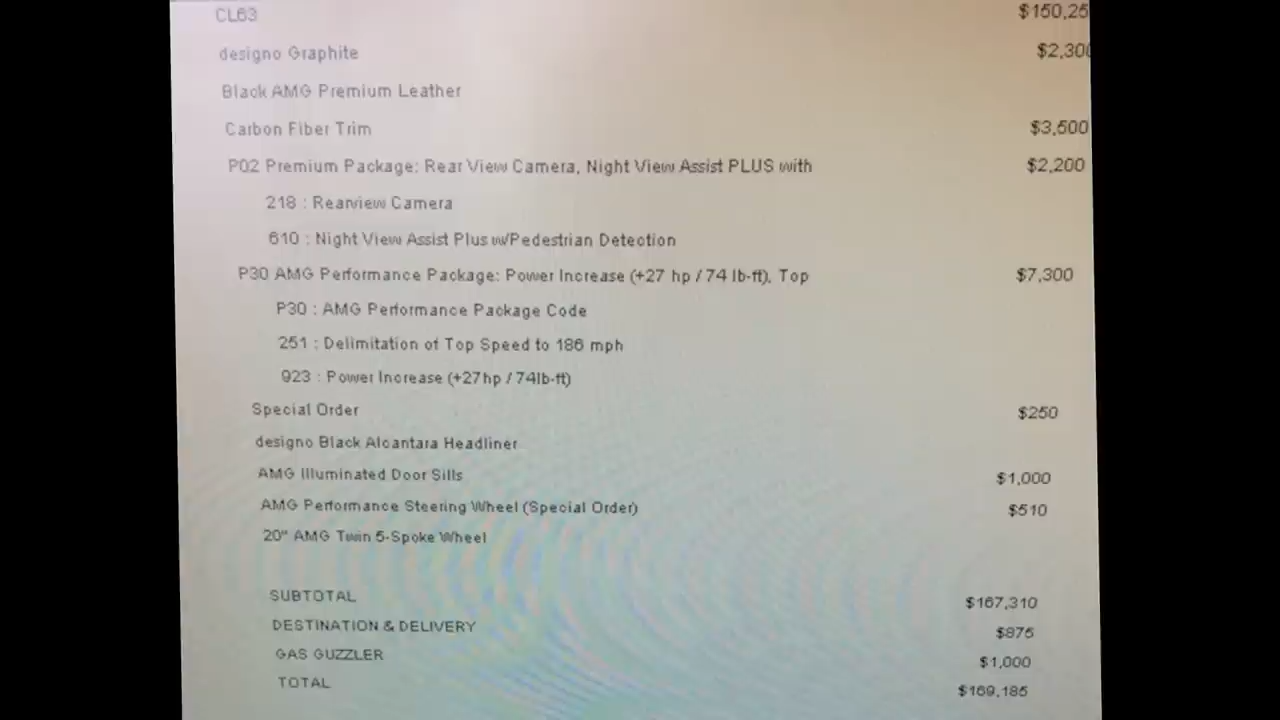 CL63 $150,25
designo Graphite $2,300
Black AMG Premium Leather
Carbon Fiber Trim $3,500
P02 Premium Package: Rear View Camera, Night View Assist PLUS with $2,200
218 : Rearview Camera
610 : Night View Assist Plus w/Pedestrian Detection
P30 AMG Performance Package: Power Increase (+27 hp / 74 lb-ft), Top $7,300
P30 : AMG Performance Package Code
251 : Delimitation of Top Speed to 186 mph
923 : Power Increase (+27hp / 74lb-ft)
Special Order $250
designo Black Alcantara Headliner
AMG Illuminated Door Sills $1,000
AMG Performance Steering Wheel (Special Order) $510
20" AMG Twin 5-Spoke Wheel
SUBTOTAL $167,310
DESTINATION & DELIVERY $875
GAS GUZZLER $1,000
TOTAL $169,185